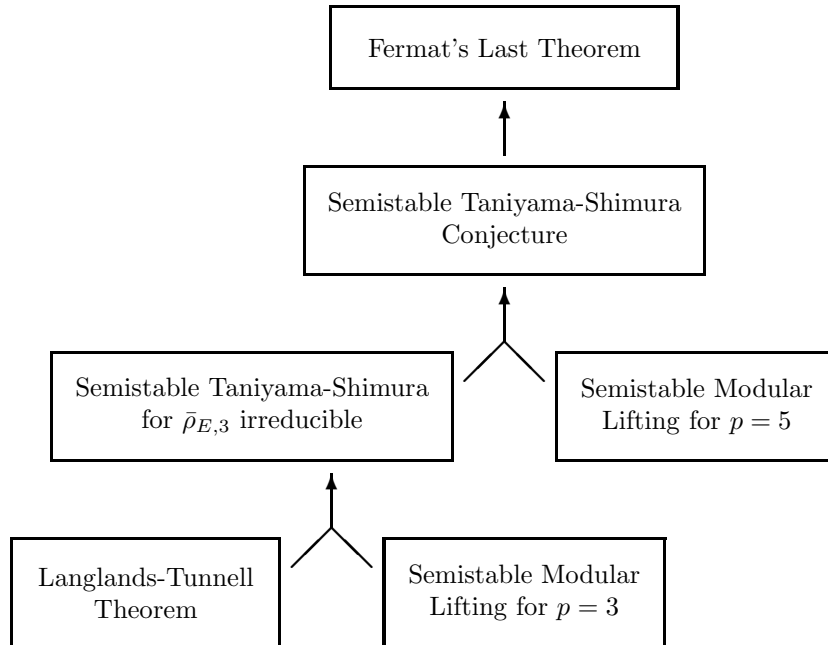 Fermat's Last Theorem
Semistable Taniyama-Shimura
Conjecture
Semistable Taniyama-Shimura
for ρ̄_{E,3} irreducible
Semistable Modular
Lifting for p = 5
Langlands-Tunnell
Theorem
Semistable Modular
Lifting for p = 3